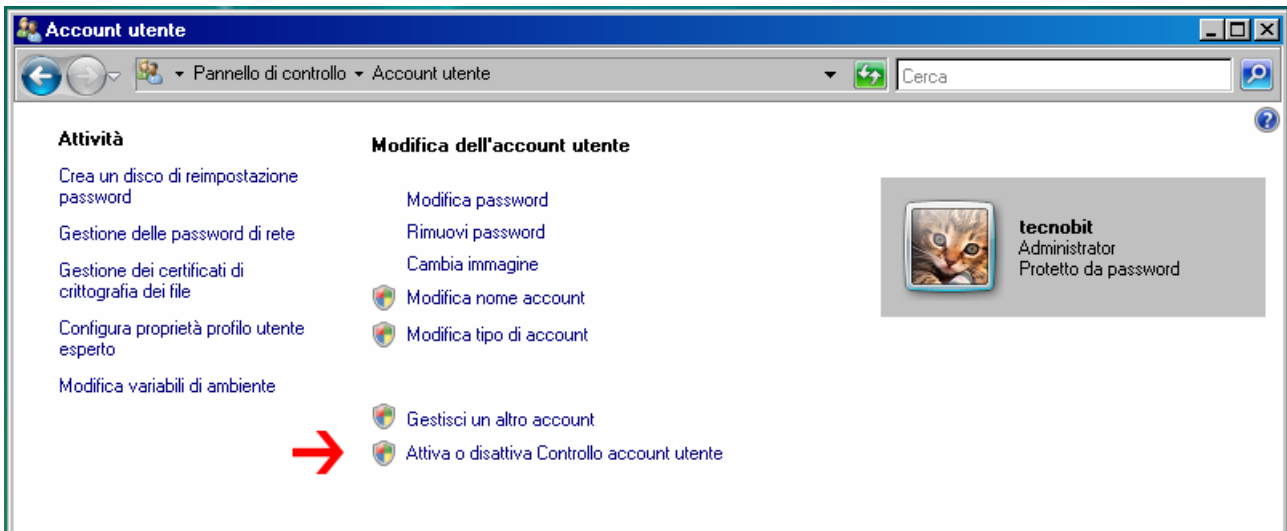 Account utente
Pannello di controllo Account utente
Cerca
Attività
Crea un disco di reimpostazione
password
Gestione delle password di rete
Gestione dei certificati di
crittografia dei file
Configura proprietà profilo utente
esperto
Modifica variabili di ambiente
Modifica dell'account utente
Modifica password
Rimuovi password
Cambia immagine
Modifica nome account
Modifica tipo di account
Gestisci un altro account
Attiva o disattiva Controllo account utente
tecnobit
Administrator
Protetto da password